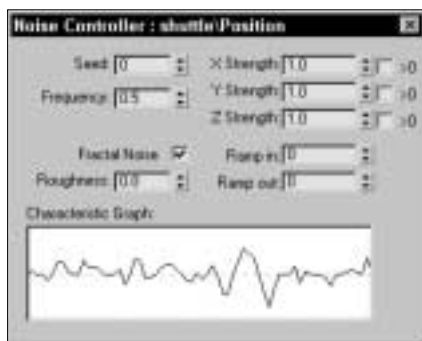 Noise Controller : shuttle\Position
Seed: 0
X Strength: 1.0 >0
Frequency: 0.5
Y Strength: 1.0 >0
Z Strength: 1.0 >0
Fractal Noise
Ramp in: 0
Roughness: 0.0
Ramp out: 0
Characteristic Graph: